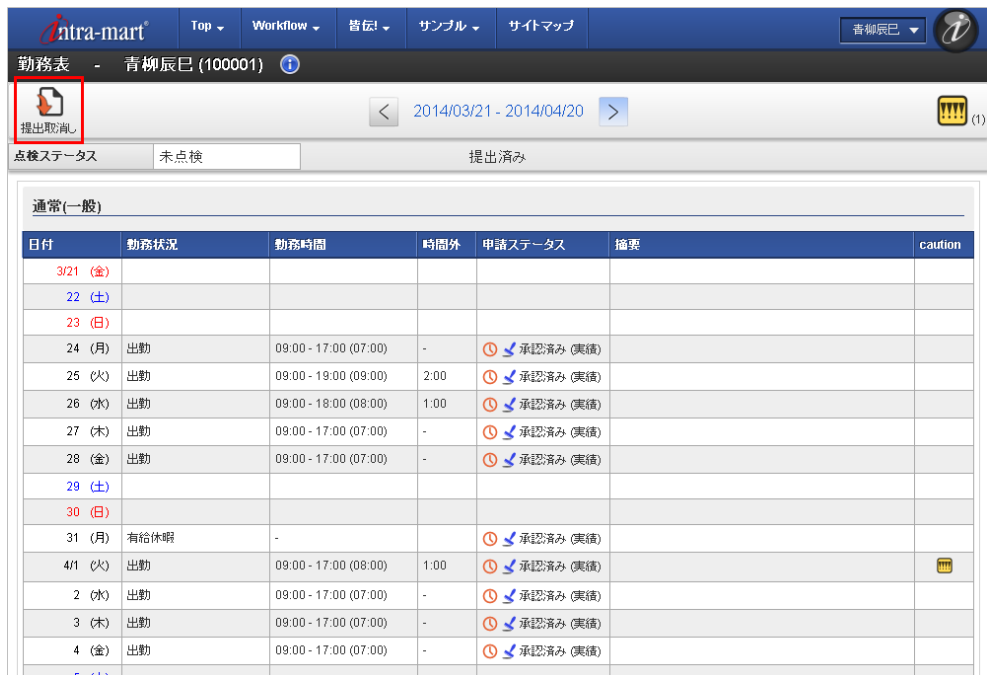 intra-mart® Top Workflow 皆伝! サンプル サイトマップ 青柳辰巳
勤務表 - 青柳辰巳 (100001)
提出取消し 2014/03/21 - 2014/04/20 (1)
点検ステータス 未点検 提出済み
通常(一般)
日付 勤務状況 勤務時間 時間外 申請ステータス 摘要 caution
3/21 (金)
22 (土)
23 (日)
24 (月) 出勤 09:00 - 17:00 (07:00) - 承認済み (実績)
25 (火) 出勤 09:00 - 19:00 (09:00) 2:00 承認済み (実績)
26 (水) 出勤 09:00 - 18:00 (08:00) 1:00 承認済み (実績)
27 (木) 出勤 09:00 - 17:00 (07:00) - 承認済み (実績)
28 (金) 出勤 09:00 - 17:00 (07:00) - 承認済み (実績)
29 (土)
30 (日)
31 (月) 有給休暇 - 承認済み (実績)
4/1 (火) 出勤 09:00 - 17:00 (08:00) 1:00 承認済み (実績)
2 (水) 出勤 09:00 - 17:00 (07:00) - 承認済み (実績)
3 (木) 出勤 09:00 - 17:00 (07:00) - 承認済み (実績)
4 (金) 出勤 09:00 - 17:00 (07:00) - 承認済み (実績)